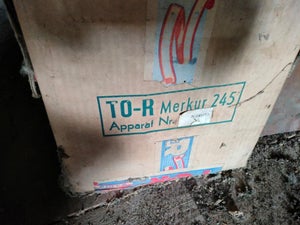 TO-R Merkur 245
Apparat Nr.